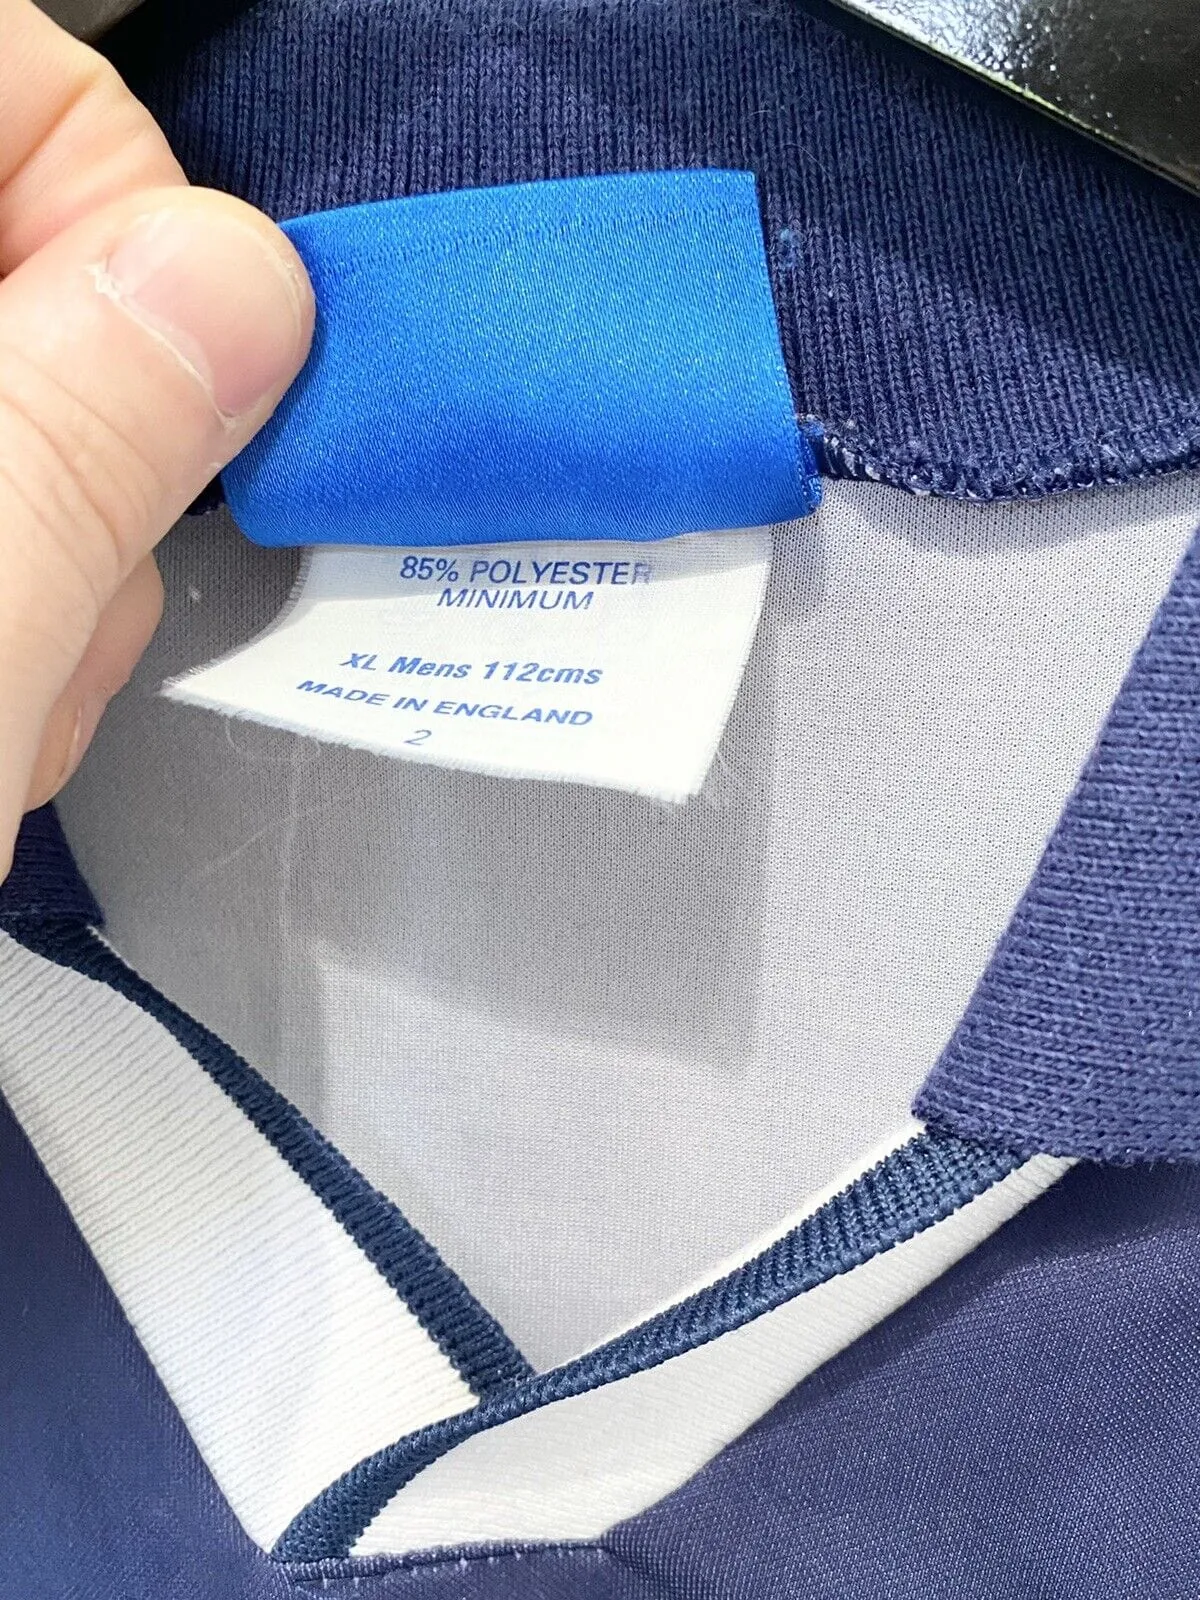 85% POLYESTER
MINIMUM
XL Mens 112cms
MADE IN ENGLAND
2